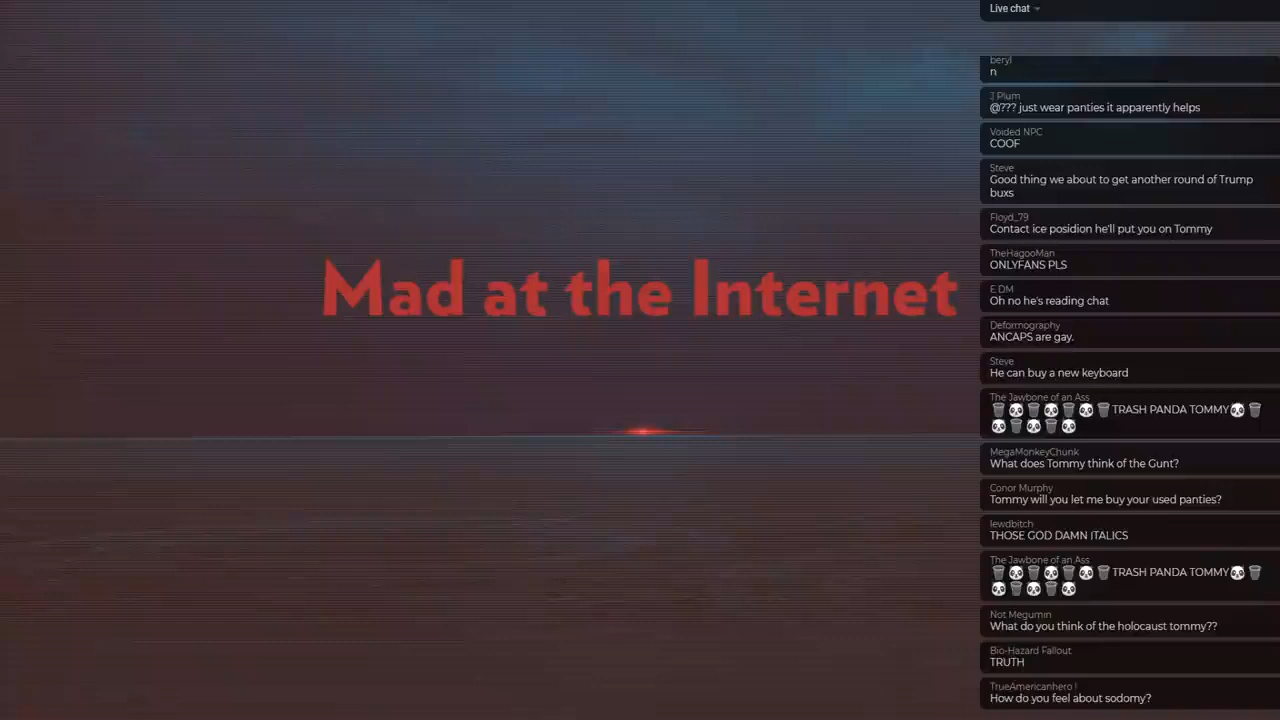 Live chat
Mad at the Internet
beryl
n
J Plum
@??? just wear panties it apparently helps
Voided NPC
COOF
Steve
Good thing we about to get another round of Trump
buxs
Floyd_79
Contact ice posidion he'll put you on Tommy
TheHagooMan
ONLYFANS PLS
E DM
Oh no he's reading chat
Deformography
ANCAPS are gay.
Steve
He can buy a new keyboard
The Jawbone of an Ass
🗑🐼🗑🐼🗑🐼🗑TRASH PANDA TOMMY🐼🗑
🐼🗑🐼🗑🐼
MegaMonkeyChunk
What does Tommy think of the Gunt?
Conor Murphy
Tommy will you let me buy your used panties?
lewdbitch
THOSE GOD DAMN ITALICS
The Jawbone of an Ass
🗑🐼🗑🐼🗑🐼🗑TRASH PANDA TOMMY🐼🗑
🐼🗑🐼🗑🐼
Not Megumin
What do you think of the holocaust tommy??
Bio-Hazard Fallout
TRUTH
TrueAmericanhero !
How do you feel about sodomy?